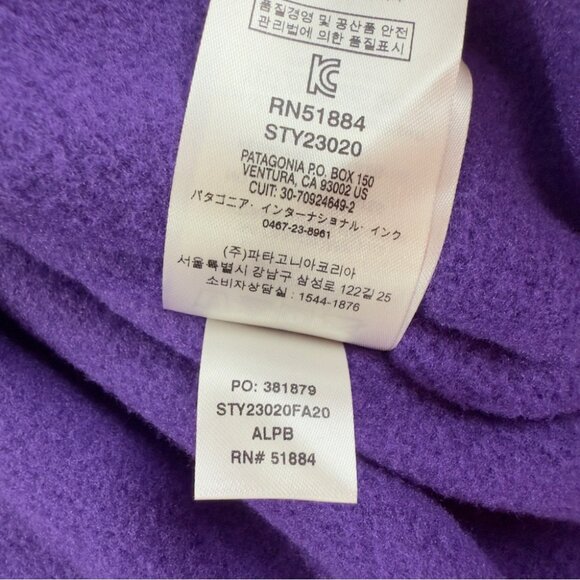 품질경영 및 공산품 안전
관리법에 의한 품질표시
RN51884
STY23020
PATAGONIA P.O. BOX 150
VENTURA, CA 93002 US
CUIT: 30-70924649-2
パタゴニア・インターナショナル・インク
0467-23-8961
(주)파타고니아코리아
서울특별시 강남구 삼성로 122길 25
소비자상담실 : 1544-1876
PO: 381879
STY23020FA20
ALPB
RN# 51884